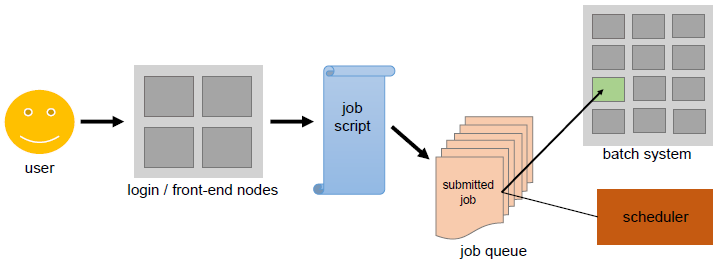 user
login / front-end nodes
job
script
submitted
job
job queue
batch system
scheduler